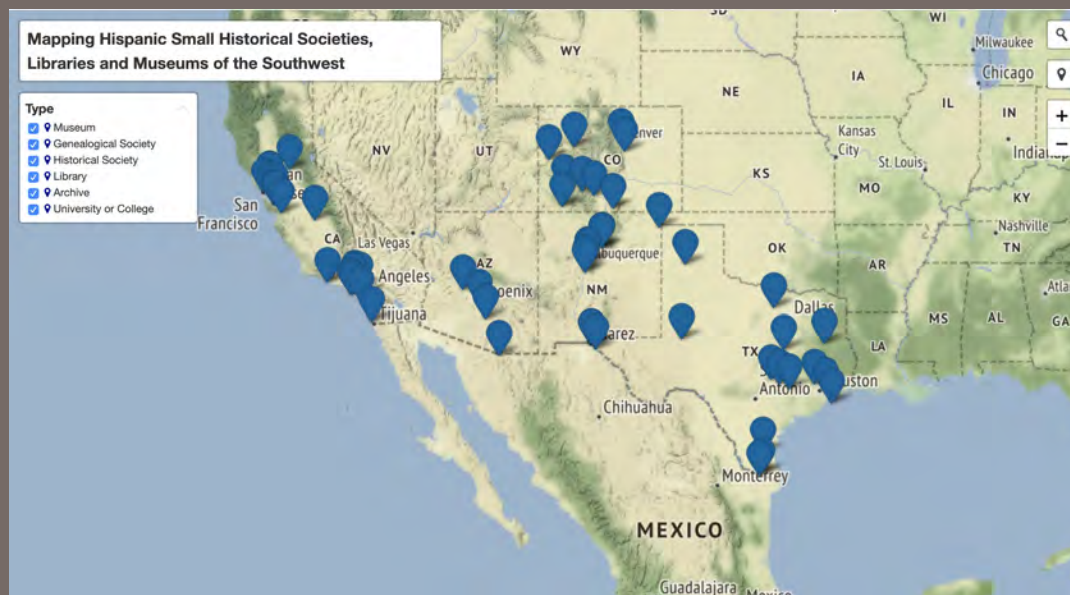 Mapping Hispanic Small Historical Societies,
Libraries and Museums of the Southwest
Type
Museum
Genealogical Society
Historical Society
Library
Archive
University or College
SD
WI
WY
Milwaukee
Chicago
IA
NE
IL
IN
NV
UT
CO
Kansas
City
St. Louis
KS
MO
KY
San
Francisco
CA
Las Vegas
Nashville
TN
OK
AZ
Angeles
NM
AR
Tijuana
Dallas
MS
AL
GA
TX
LA
Antonio
Chihuahua
Monterrey
MEXICO
Guadalajara
+
−